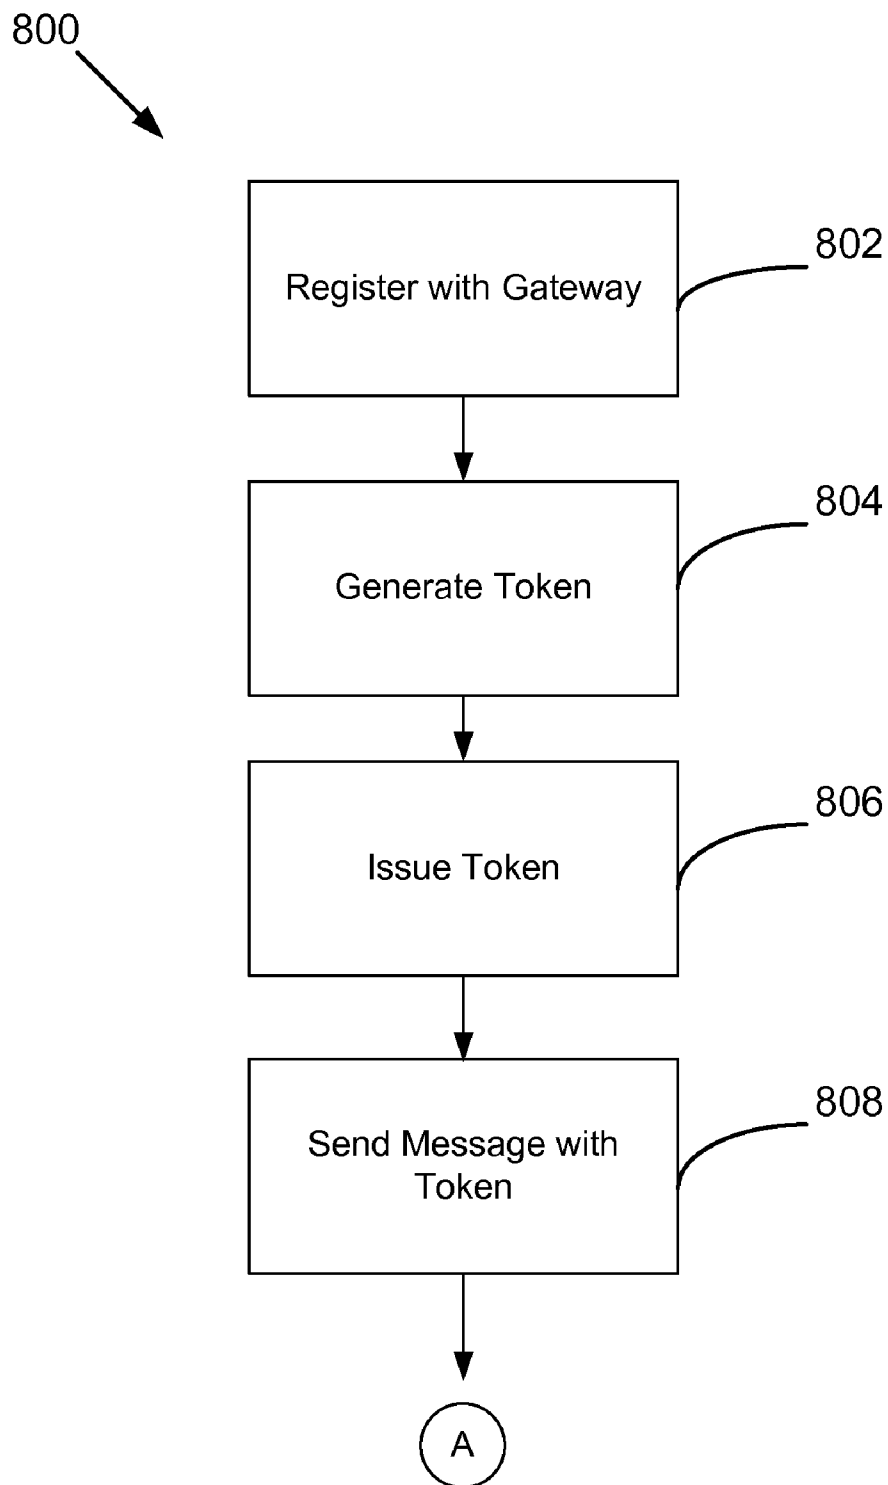 800
802
Register with Gateway
804
Generate Token
806
Issue Token
808
Send Message with
Token
A